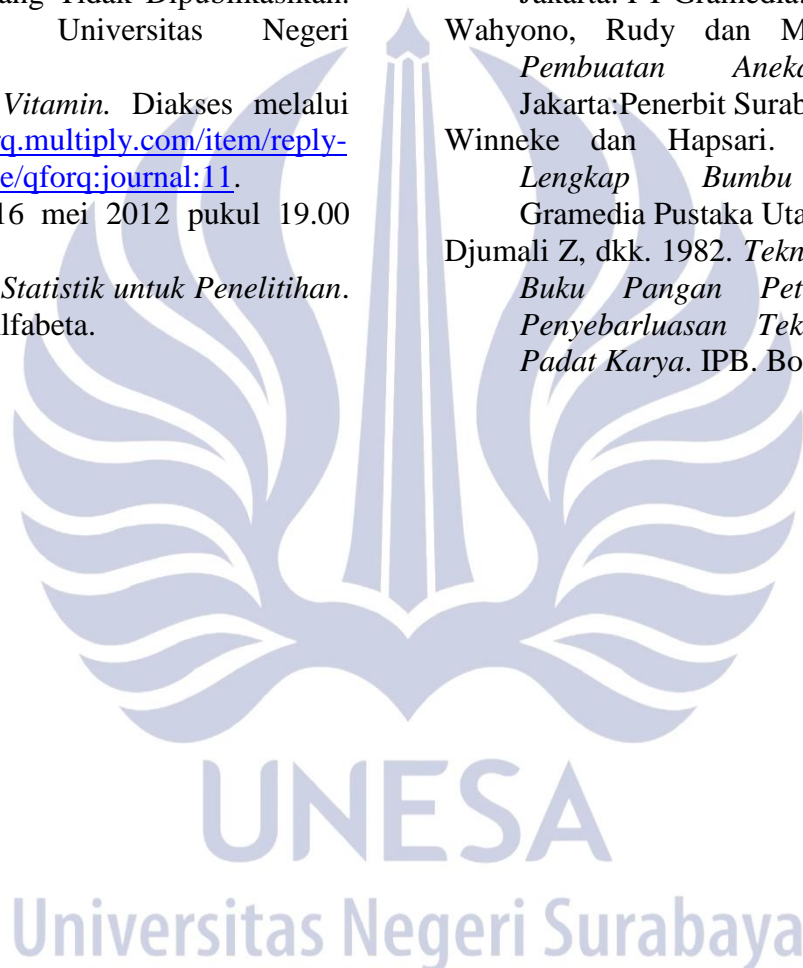 ang Tidak Dipublikasikan.
Universitas Negeri
Vitamin. Diakses melalui
rq.multiply.com/item/reply-
e/qforq:journal:11.
16 mei 2012 pukul 19.00
Statistik untuk Penelitihan.
lfabeta.
Jakarta: PT Gramedia.
Wahyono, Rudy dan M
Pembuatan Aneka
Jakarta:Penerbit Surab
Winneke dan Hapsari.
Lengkap Bumbu
Gramedia Pustaka Uta
Djumali Z, dkk. 1982. Tekn
Buku Pangan Pet
Penyebarluasan Tek
Padat Karya. IPB. Bo
UNESA
Universitas Negeri Surabaya